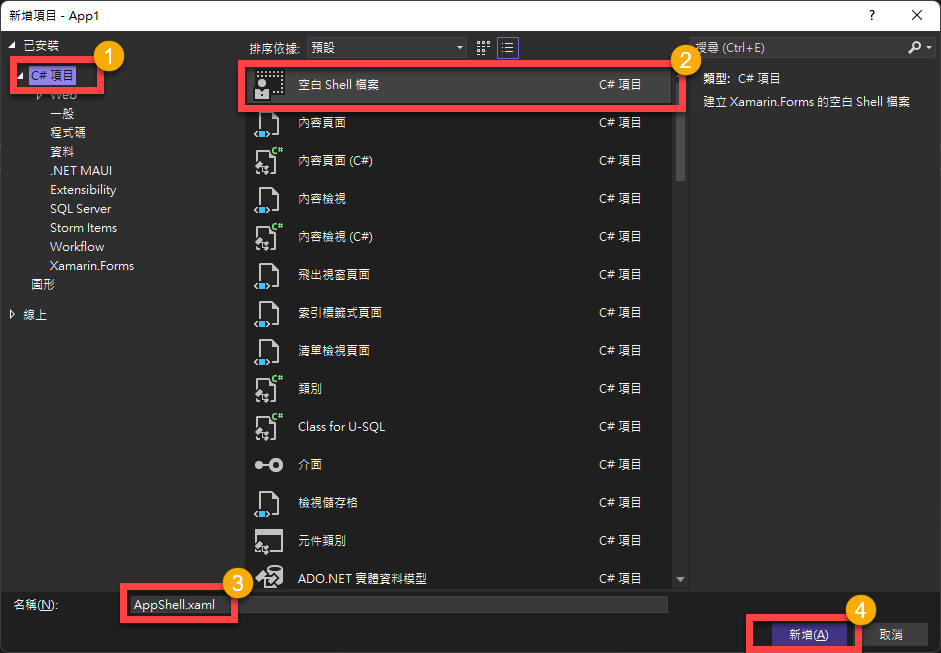 新增項目 - App1
?
已安裝
1
C# 項目
Web
一般
程式碼
資料
.NET MAUI
Extensibility
SQL Server
Storm Items
Workflow
Xamarin.Forms
圖形
線上
排序依據: 預設
2
空白 Shell 檔案 C# 項目
內容頁面 C# 項目
內容頁面 (C#) C# 項目
內容檢視 C# 項目
內容檢視 (C#) C# 項目
飛出視窗頁面 C# 項目
索引標籤式頁面 C# 項目
清單檢視頁面 C# 項目
類別 C# 項目
Class for U-SQL C# 項目
介面 C# 項目
檢視儲存格 C# 項目
元件類別 C# 項目
ADO.NET 實體資料模型 C# 項目
搜尋 (Ctrl+E)
類型: C# 項目
建立 Xamarin.Forms 的空白 Shell 檔案
3
名稱(N): AppShell.xaml
4
新增(A) 取消